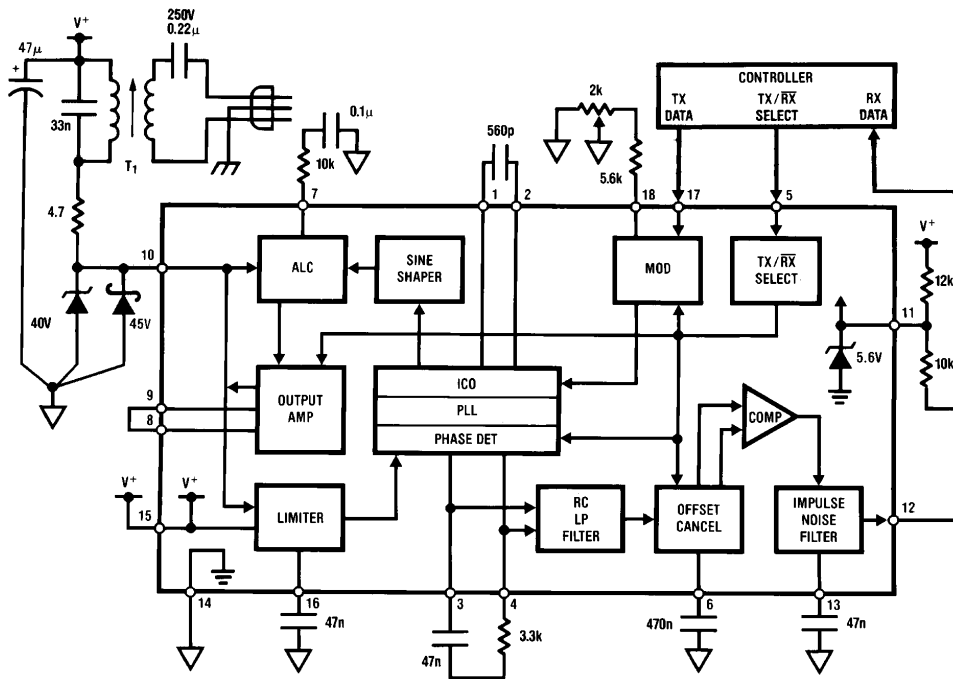 V+
250V
0.22μ
47μ
+
33n
T1
4.7
40V
45V
0.1μ
10k
560p
2k
5.6k
CONTROLLER
TX DATA
TX/R̅X̅ SELECT
RX DATA
7
1
2
18
17
5
10
ALC
SINE SHAPER
MOD
TX/R̅X̅ SELECT
V+
12k
11
5.6V
10k
9
8
OUTPUT AMP
ICO
PLL
PHASE DET
COMP
V+
V+
15
LIMITER
RC LP FILTER
OFFSET CANCEL
IMPULSE NOISE FILTER
12
14
16
3
4
6
13
47n
47n
3.3k
470n
47n